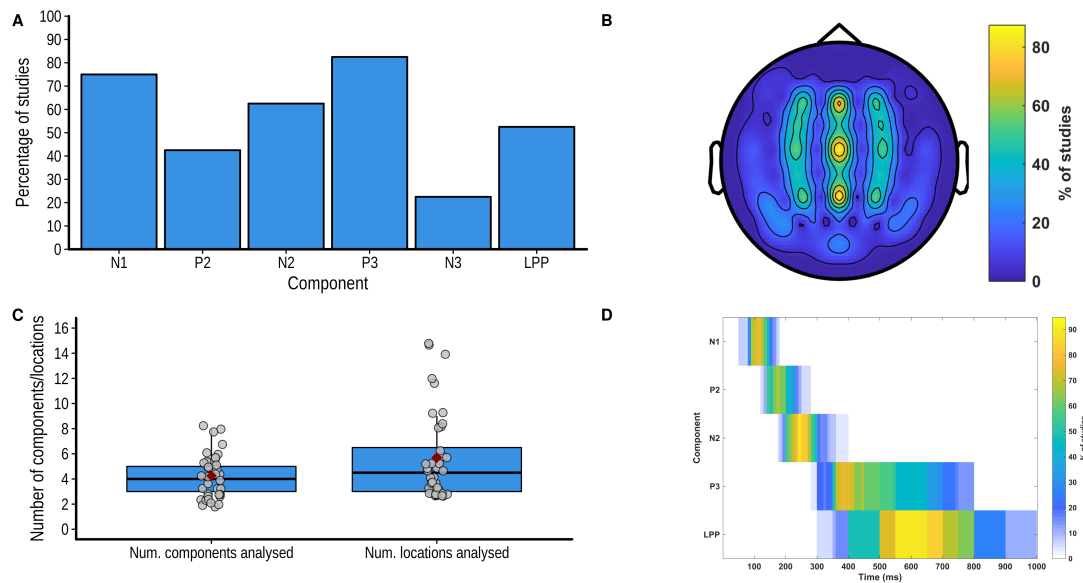 A
100
90
80
70
60
50
40
30
20
10
0
Percentage of studies
N1 P2 N2 P3 N3 LPP
Component
B
80
60
40
20
0
% of studies
C
16
14
12
10
8
6
4
2
0
Number of components/locations
Num. components analysed Num. locations analysed
D
N1
P2
N2
P3
LPP
Component
100 200 300 400 500 600 700 800 900 1000
Time (ms)
90
80
70
60
50
40
30
20
10
0
% of studies